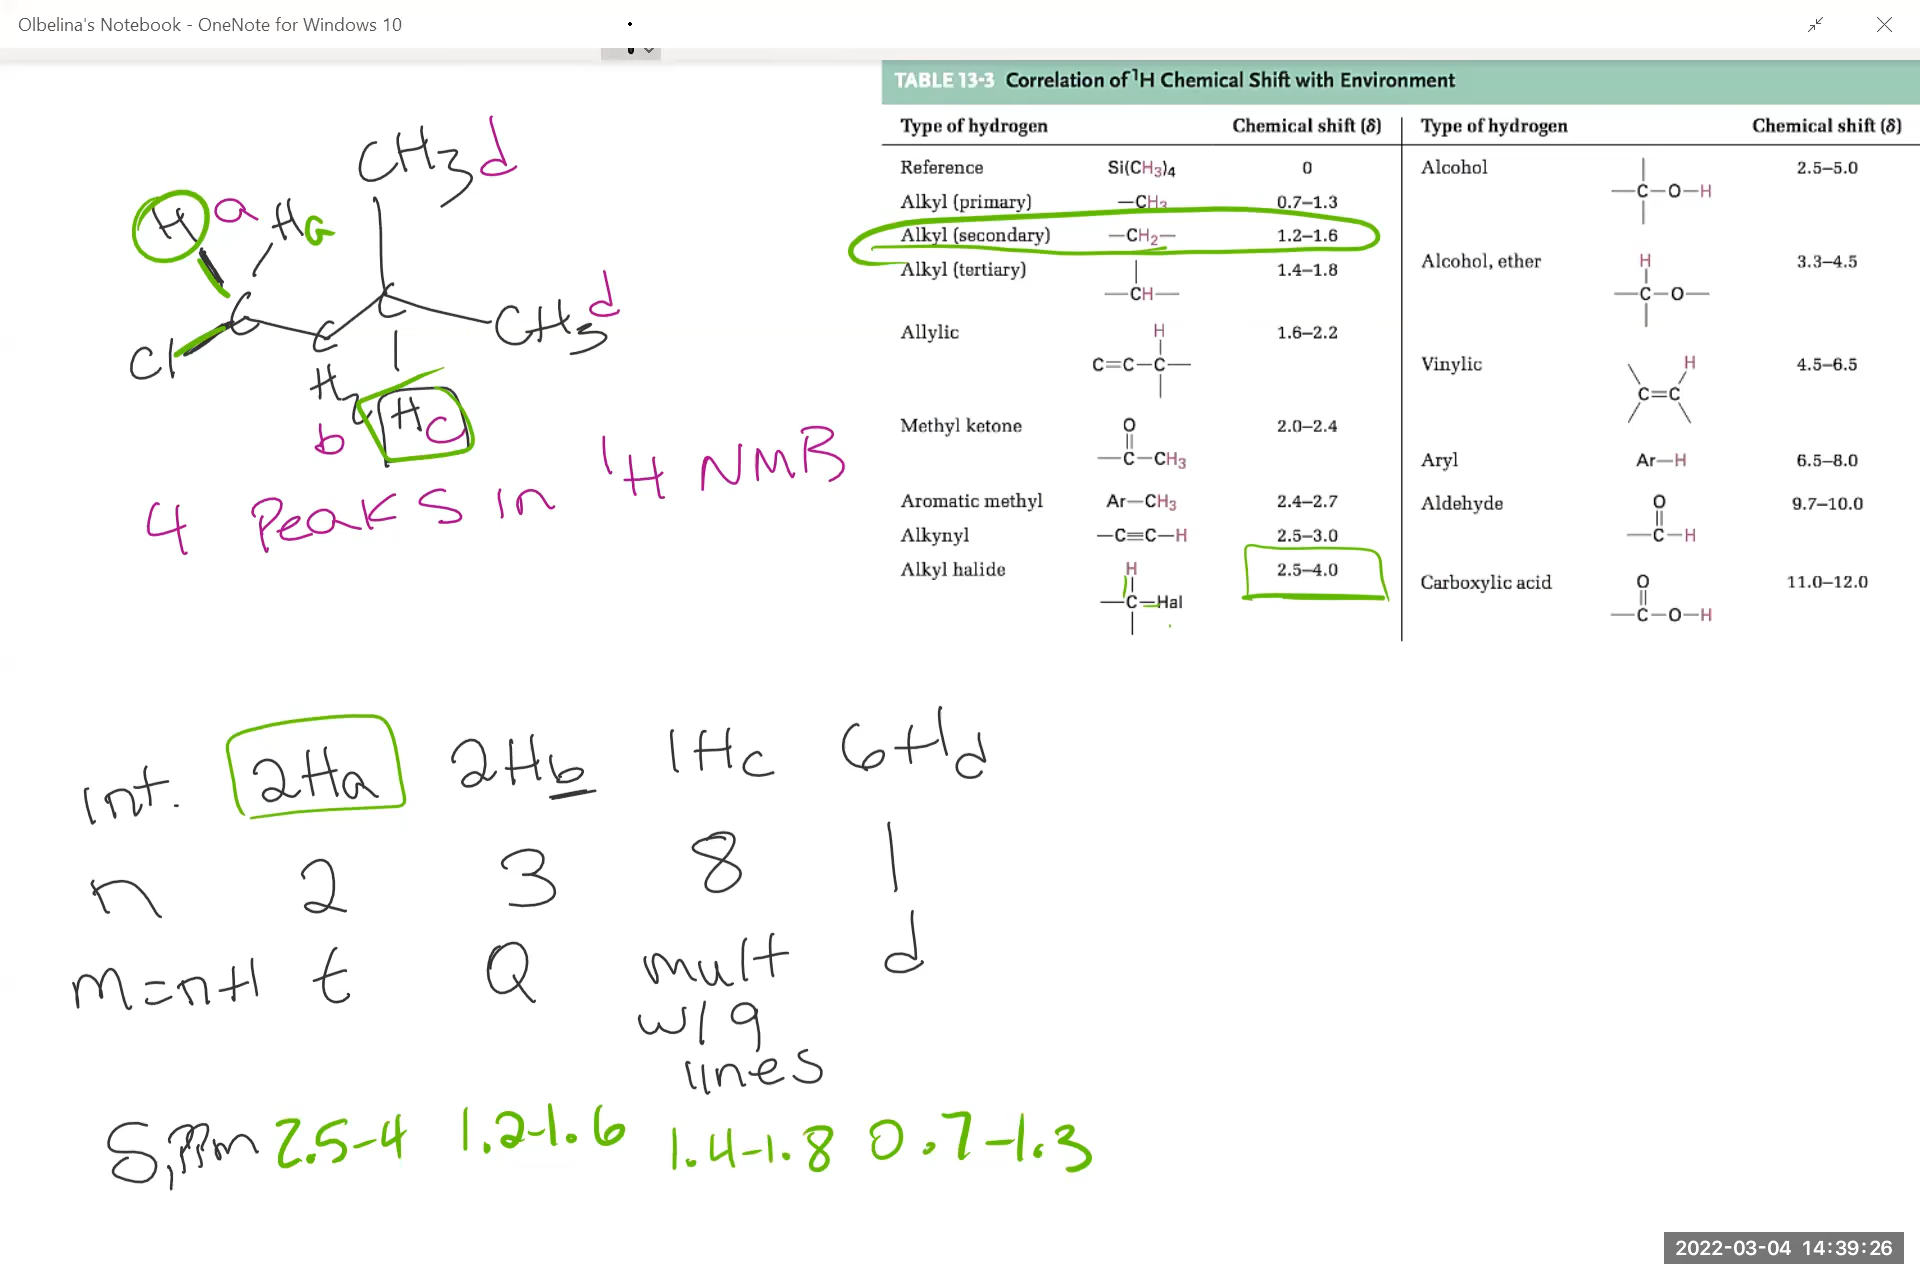 Olbelina's Notebook - OneNote for Windows 10
CH3 d
H a HG
Cl C C C CH3 d
H2
b Hc
4 Peaks in 1H NMR
TABLE 13-3 Correlation of ¹H Chemical Shift with Environment
Type of hydrogen Chemical shift (δ)
Reference Si(CH3)4 0
Alkyl (primary) —CH3 0.7–1.3
Alkyl (secondary) —CH2— 1.2–1.6
Alkyl (tertiary) —CH— 1.4–1.8
Allylic H C=C—C— 1.6–2.2
Methyl ketone O —C—CH3 2.0–2.4
Aromatic methyl Ar—CH3 2.4–2.7
Alkynyl —C≡C—H 2.5–3.0
Alkyl halide H —C—Hal 2.5–4.0
Type of hydrogen Chemical shift (δ)
Alcohol —C—O—H 2.5–5.0
Alcohol, ether H —C—O— 3.3–4.5
Vinylic H C=C 4.5–6.5
Aryl Ar—H 6.5–8.0
Aldehyde O —C—H 9.7–10.0
Carboxylic acid O —C—O—H 11.0–12.0
Int. 2Ha 2Hb 1Hc 6Hd
n 2 3 8 1
m=n+1 t Q mult d
w/ 9
lines
δ, ppm 2.5-4 1.2-1.6 1.4-1.8 0.7-1.3
2022-03-04 14:39:26